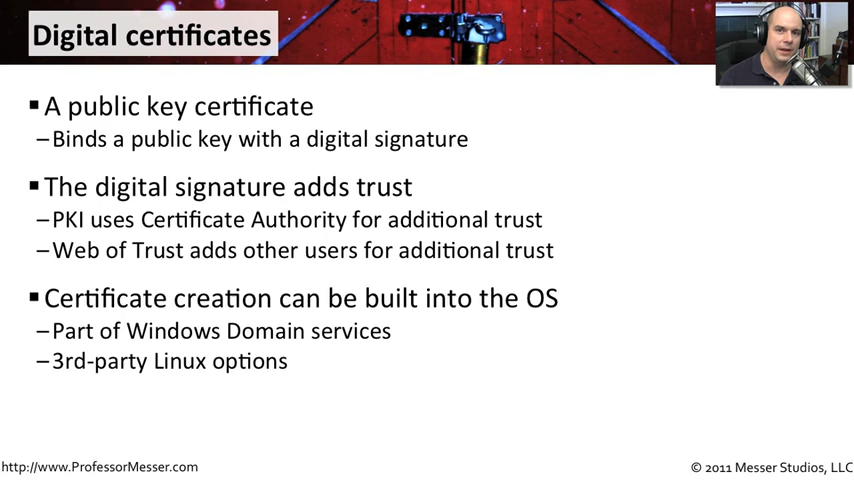 Digital certificates
▪ A public key certificate
– Binds a public key with a digital signature
▪ The digital signature adds trust
– PKI uses Certificate Authority for additional trust
– Web of Trust adds other users for additional trust
▪ Certificate creation can be built into the OS
– Part of Windows Domain services
– 3rd-party Linux options
http://www.ProfessorMesser.com
© 2011 Messer Studios, LLC